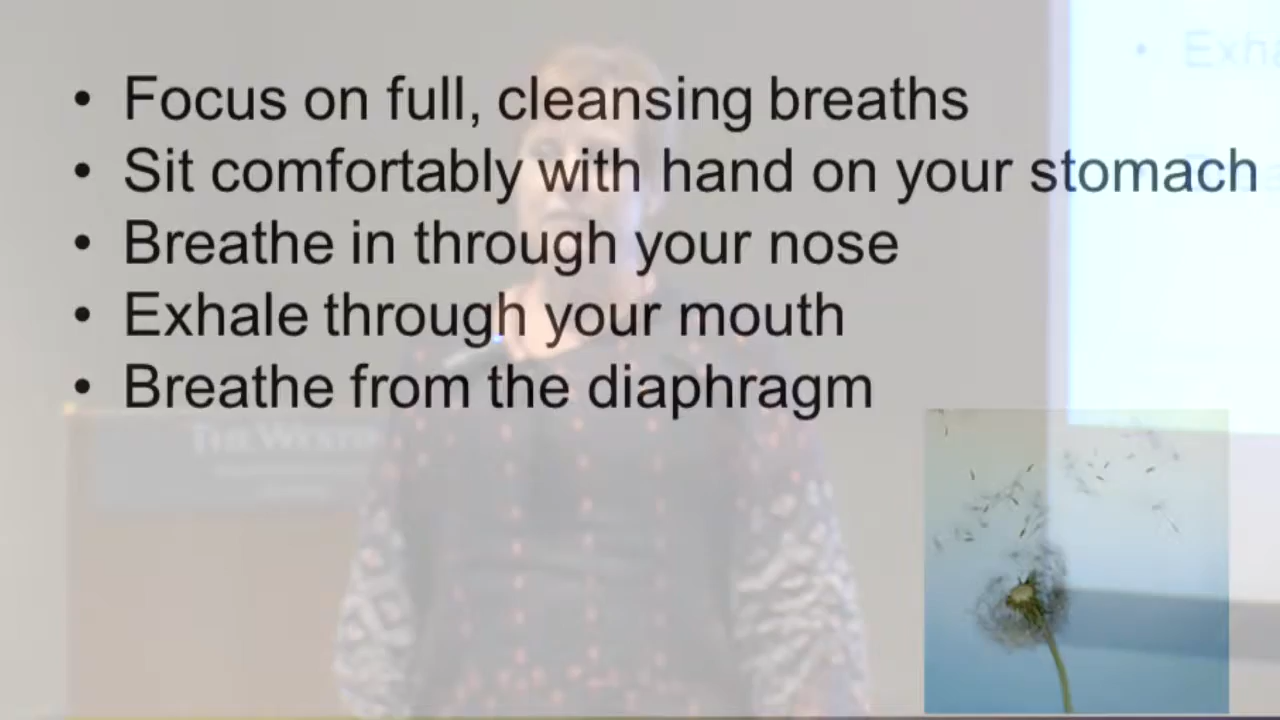 • Focus on full, cleansing breaths
• Sit comfortably with hand on your stomach
• Breathe in through your nose
• Exhale through your mouth
• Breathe from the diaphragm